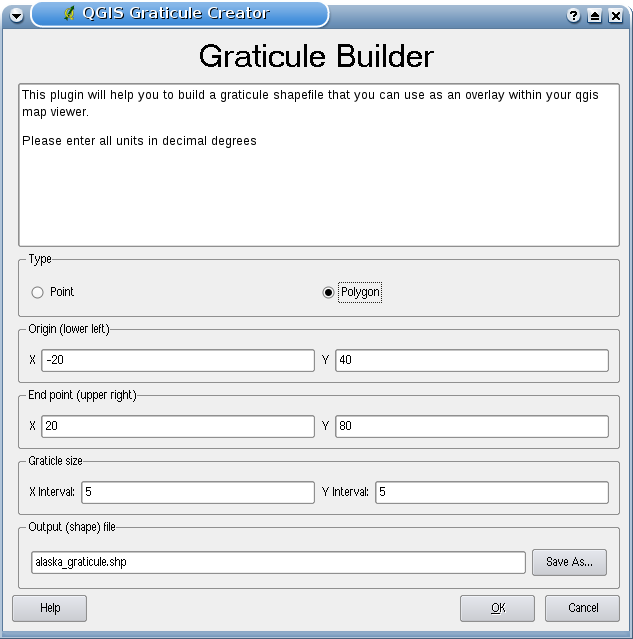 QGIS Graticule Creator
Graticule Builder
This plugin will help you to build a graticule shapefile that you can use as an overlay within your qgis
map viewer.
Please enter all units in decimal degrees
Type
Point
Polygon
Origin (lower left)
X -20 Y 40
End point (upper right)
X 20 Y 80
Graticle size
X Interval: 5 Y Interval: 5
Output (shape) file
alaska_graticule.shp Save As...
Help OK Cancel